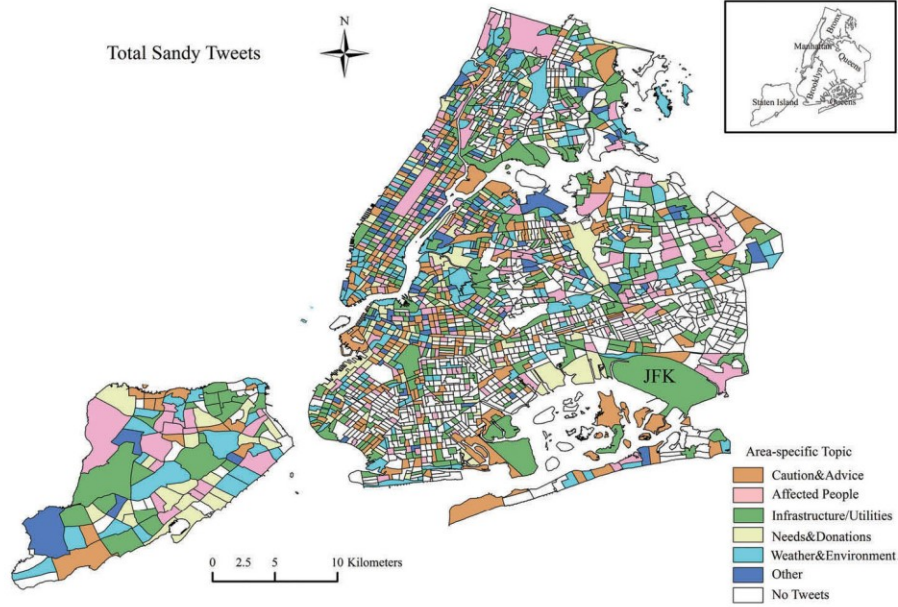 Total Sandy Tweets
N
Manhattan
Bronx
Queens
Brooklyn
Staten Island
Queens
JFK
Area-specific Topic
Caution&Advice
Affected People
Infrastructure/Utilities
Needs&Donations
Weather&Environment
Other
No Tweets
0 2.5 5 10 Kilometers